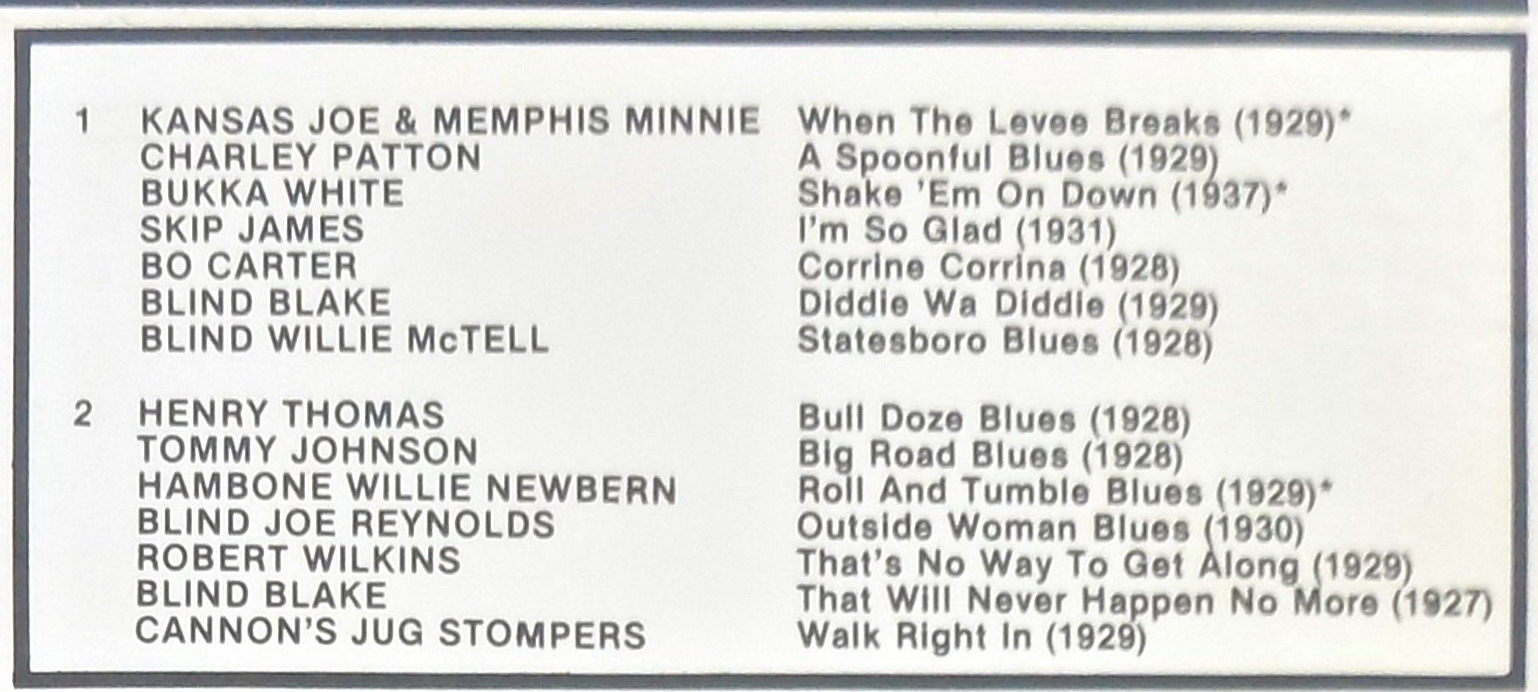 1 KANSAS JOE & MEMPHIS MINNIE When The Levee Breaks (1929)*
CHARLEY PATTON A Spoonful Blues (1929)
BUKKA WHITE Shake 'Em On Down (1937)*
SKIP JAMES I'm So Glad (1931)
BO CARTER Corrine Corrina (1928)
BLIND BLAKE Diddie Wa Diddie (1929)
BLIND WILLIE McTELL Statesboro Blues (1928)
2 HENRY THOMAS Bull Doze Blues (1928)
TOMMY JOHNSON Big Road Blues (1928)
HAMBONE WILLIE NEWBERN Roll And Tumble Blues (1929)*
BLIND JOE REYNOLDS Outside Woman Blues (1930)
ROBERT WILKINS That's No Way To Get Along (1929)
BLIND BLAKE That Will Never Happen No More (1927)
CANNON'S JUG STOMPERS Walk Right In (1929)